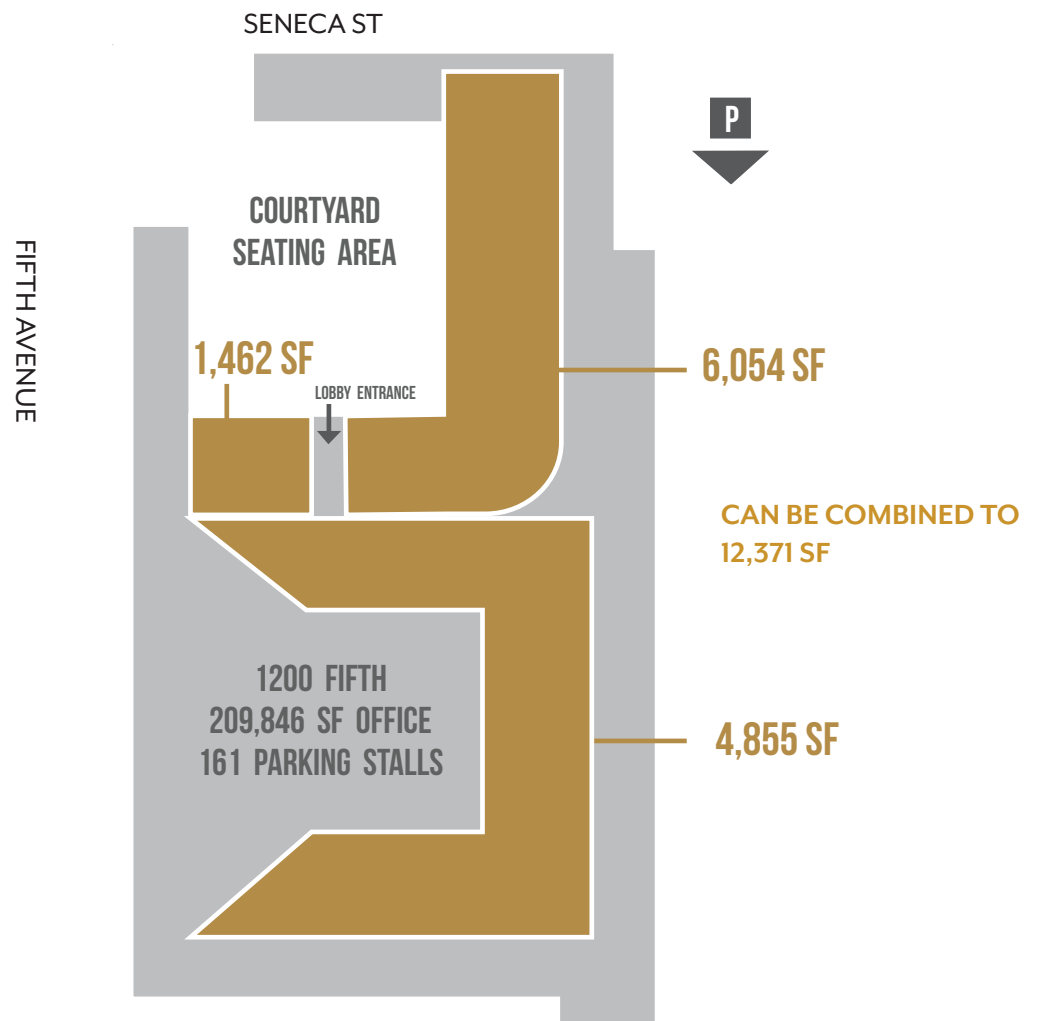 SENECA ST
P
COURTYARD
SEATING AREA
FIFTH AVENUE
1,462 SF
LOBBY ENTRANCE
6,054 SF
CAN BE COMBINED TO
12,371 SF
1200 FIFTH
209,846 SF OFFICE
161 PARKING STALLS
4,855 SF